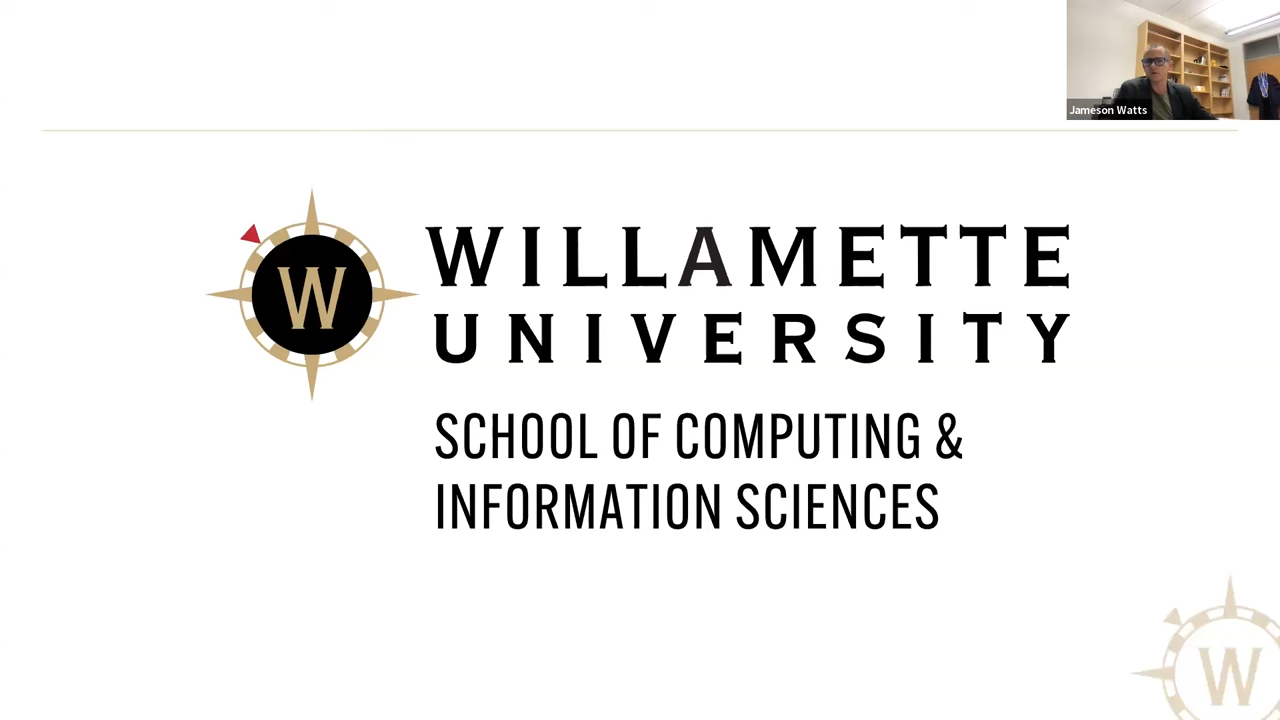 Jameson Watts
W
WILLAMETTE
UNIVERSITY
SCHOOL OF COMPUTING &
INFORMATION SCIENCES
W